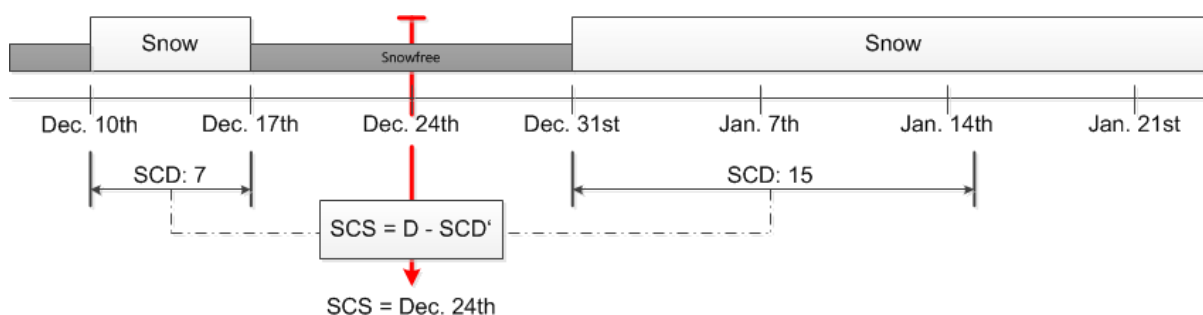 Snow
Snowfree
Snow
Dec. 10th
Dec. 17th
Dec. 24th
Dec. 31st
Jan. 7th
Jan. 14th
Jan. 21st
SCD: 7
SCD: 15
SCS = D - SCD‘
SCS = Dec. 24th